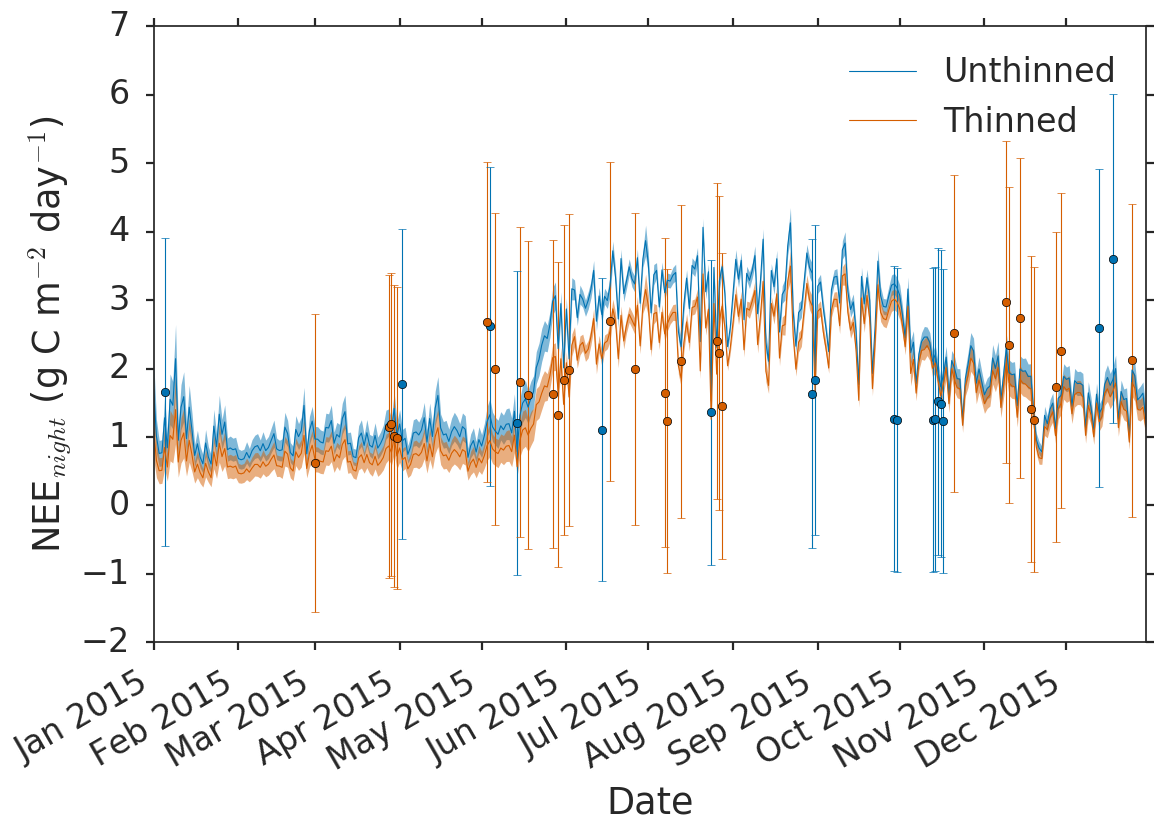 7
6
5
4
3
2
1
0
−1
−2
NEE_night (g C m⁻² day⁻¹)
Unthinned
Thinned
Jan 2015
Feb 2015
Mar 2015
Apr 2015
May 2015
Jun 2015
Jul 2015
Aug 2015
Sep 2015
Oct 2015
Nov 2015
Dec 2015
Date